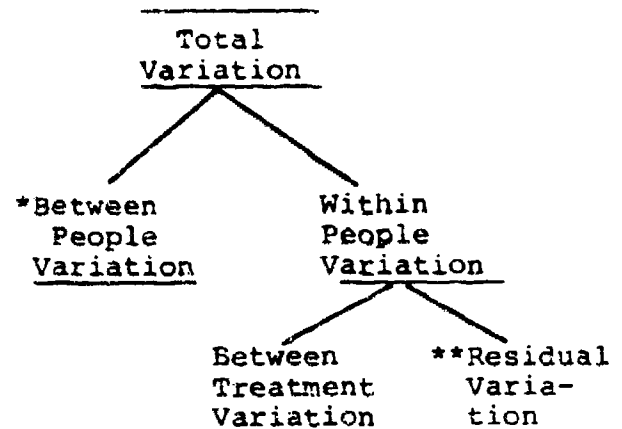 Total
Variation
*Between
People
Variation
Within
People
Variation
Between
Treatment
Variation
**Residual
Varia-
tion